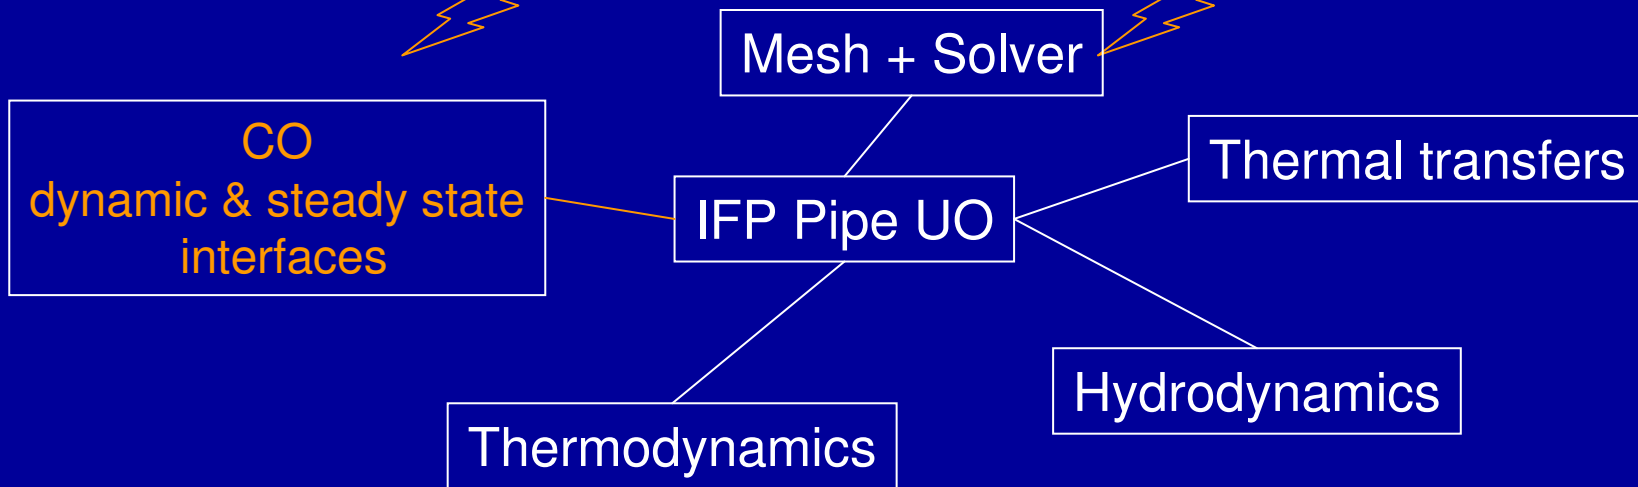 Mesh + Solver
CO
dynamic & steady state
interfaces
Thermal transfers
IFP Pipe UO
Hydrodynamics
Thermodynamics